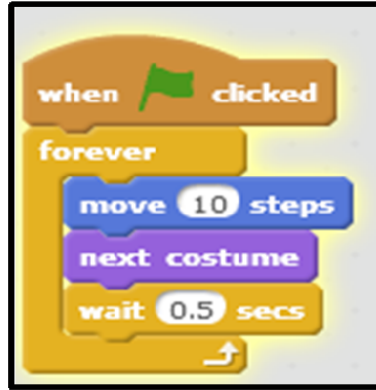 when clicked
forever
move 10 steps
next costume
wait 0.5 secs